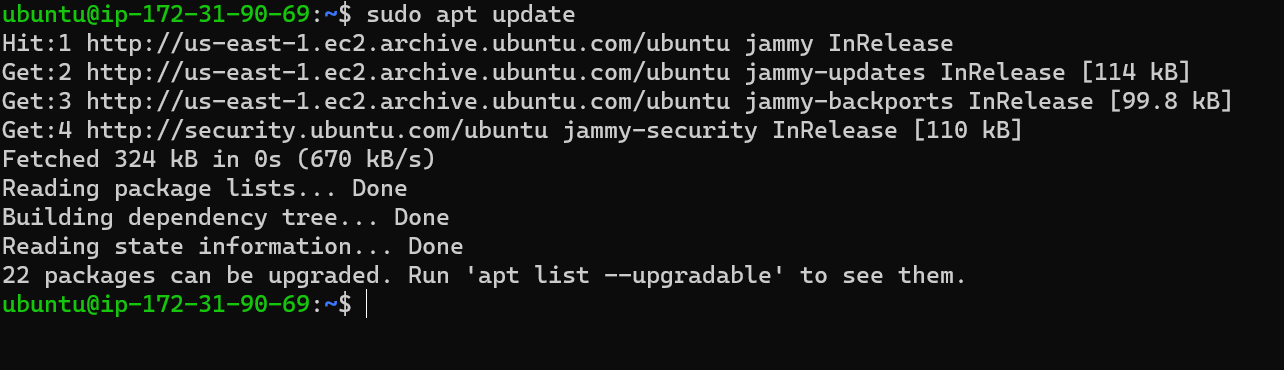 ubuntu@ip-172-31-90-69:~$ sudo apt update
Hit:1 http://us-east-1.ec2.archive.ubuntu.com/ubuntu jammy InRelease
Get:2 http://us-east-1.ec2.archive.ubuntu.com/ubuntu jammy-updates InRelease [114 kB]
Get:3 http://us-east-1.ec2.archive.ubuntu.com/ubuntu jammy-backports InRelease [99.8 kB]
Get:4 http://security.ubuntu.com/ubuntu jammy-security InRelease [110 kB]
Fetched 324 kB in 0s (670 kB/s)
Reading package lists... Done
Building dependency tree... Done
Reading state information... Done
22 packages can be upgraded. Run 'apt list --upgradable' to see them.
ubuntu@ip-172-31-90-69:~$